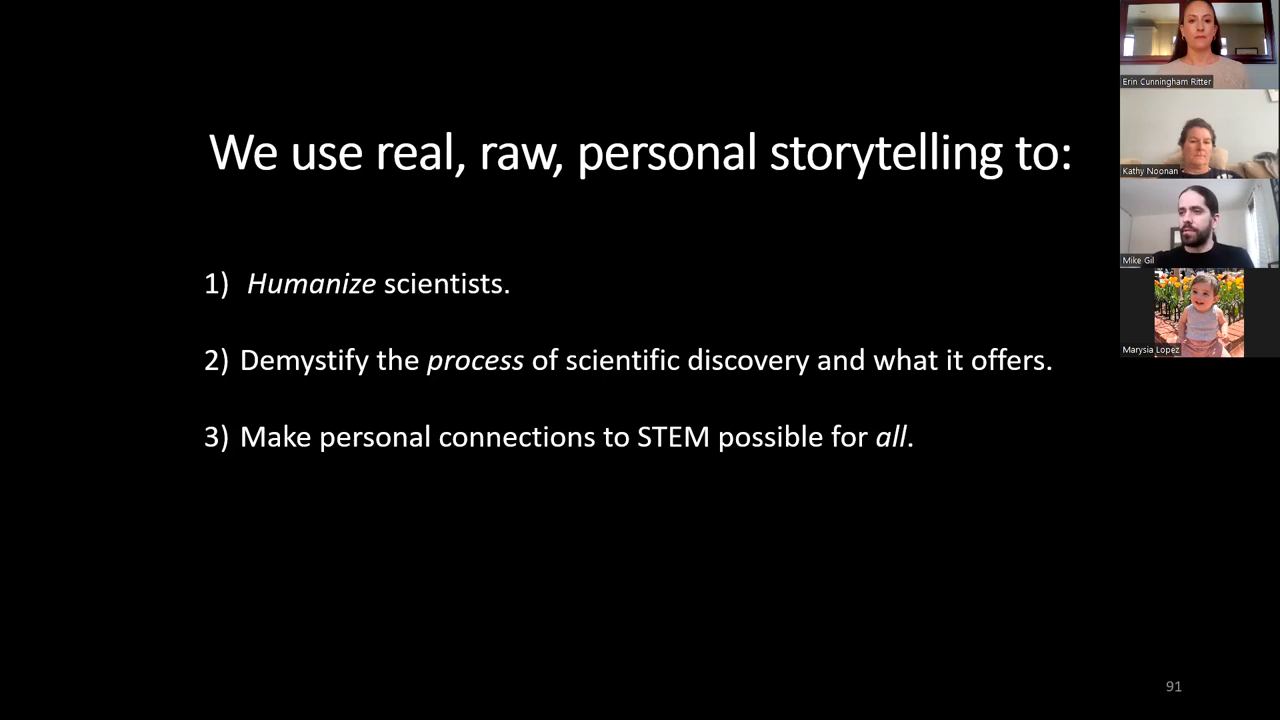 We use real, raw, personal storytelling to:
1) Humanize scientists.
2) Demystify the process of scientific discovery and what it offers.
3) Make personal connections to STEM possible for all.
91
Erin Cunningham Ritter
Kathy Noonan
Mike Gil
Marysia Lopez